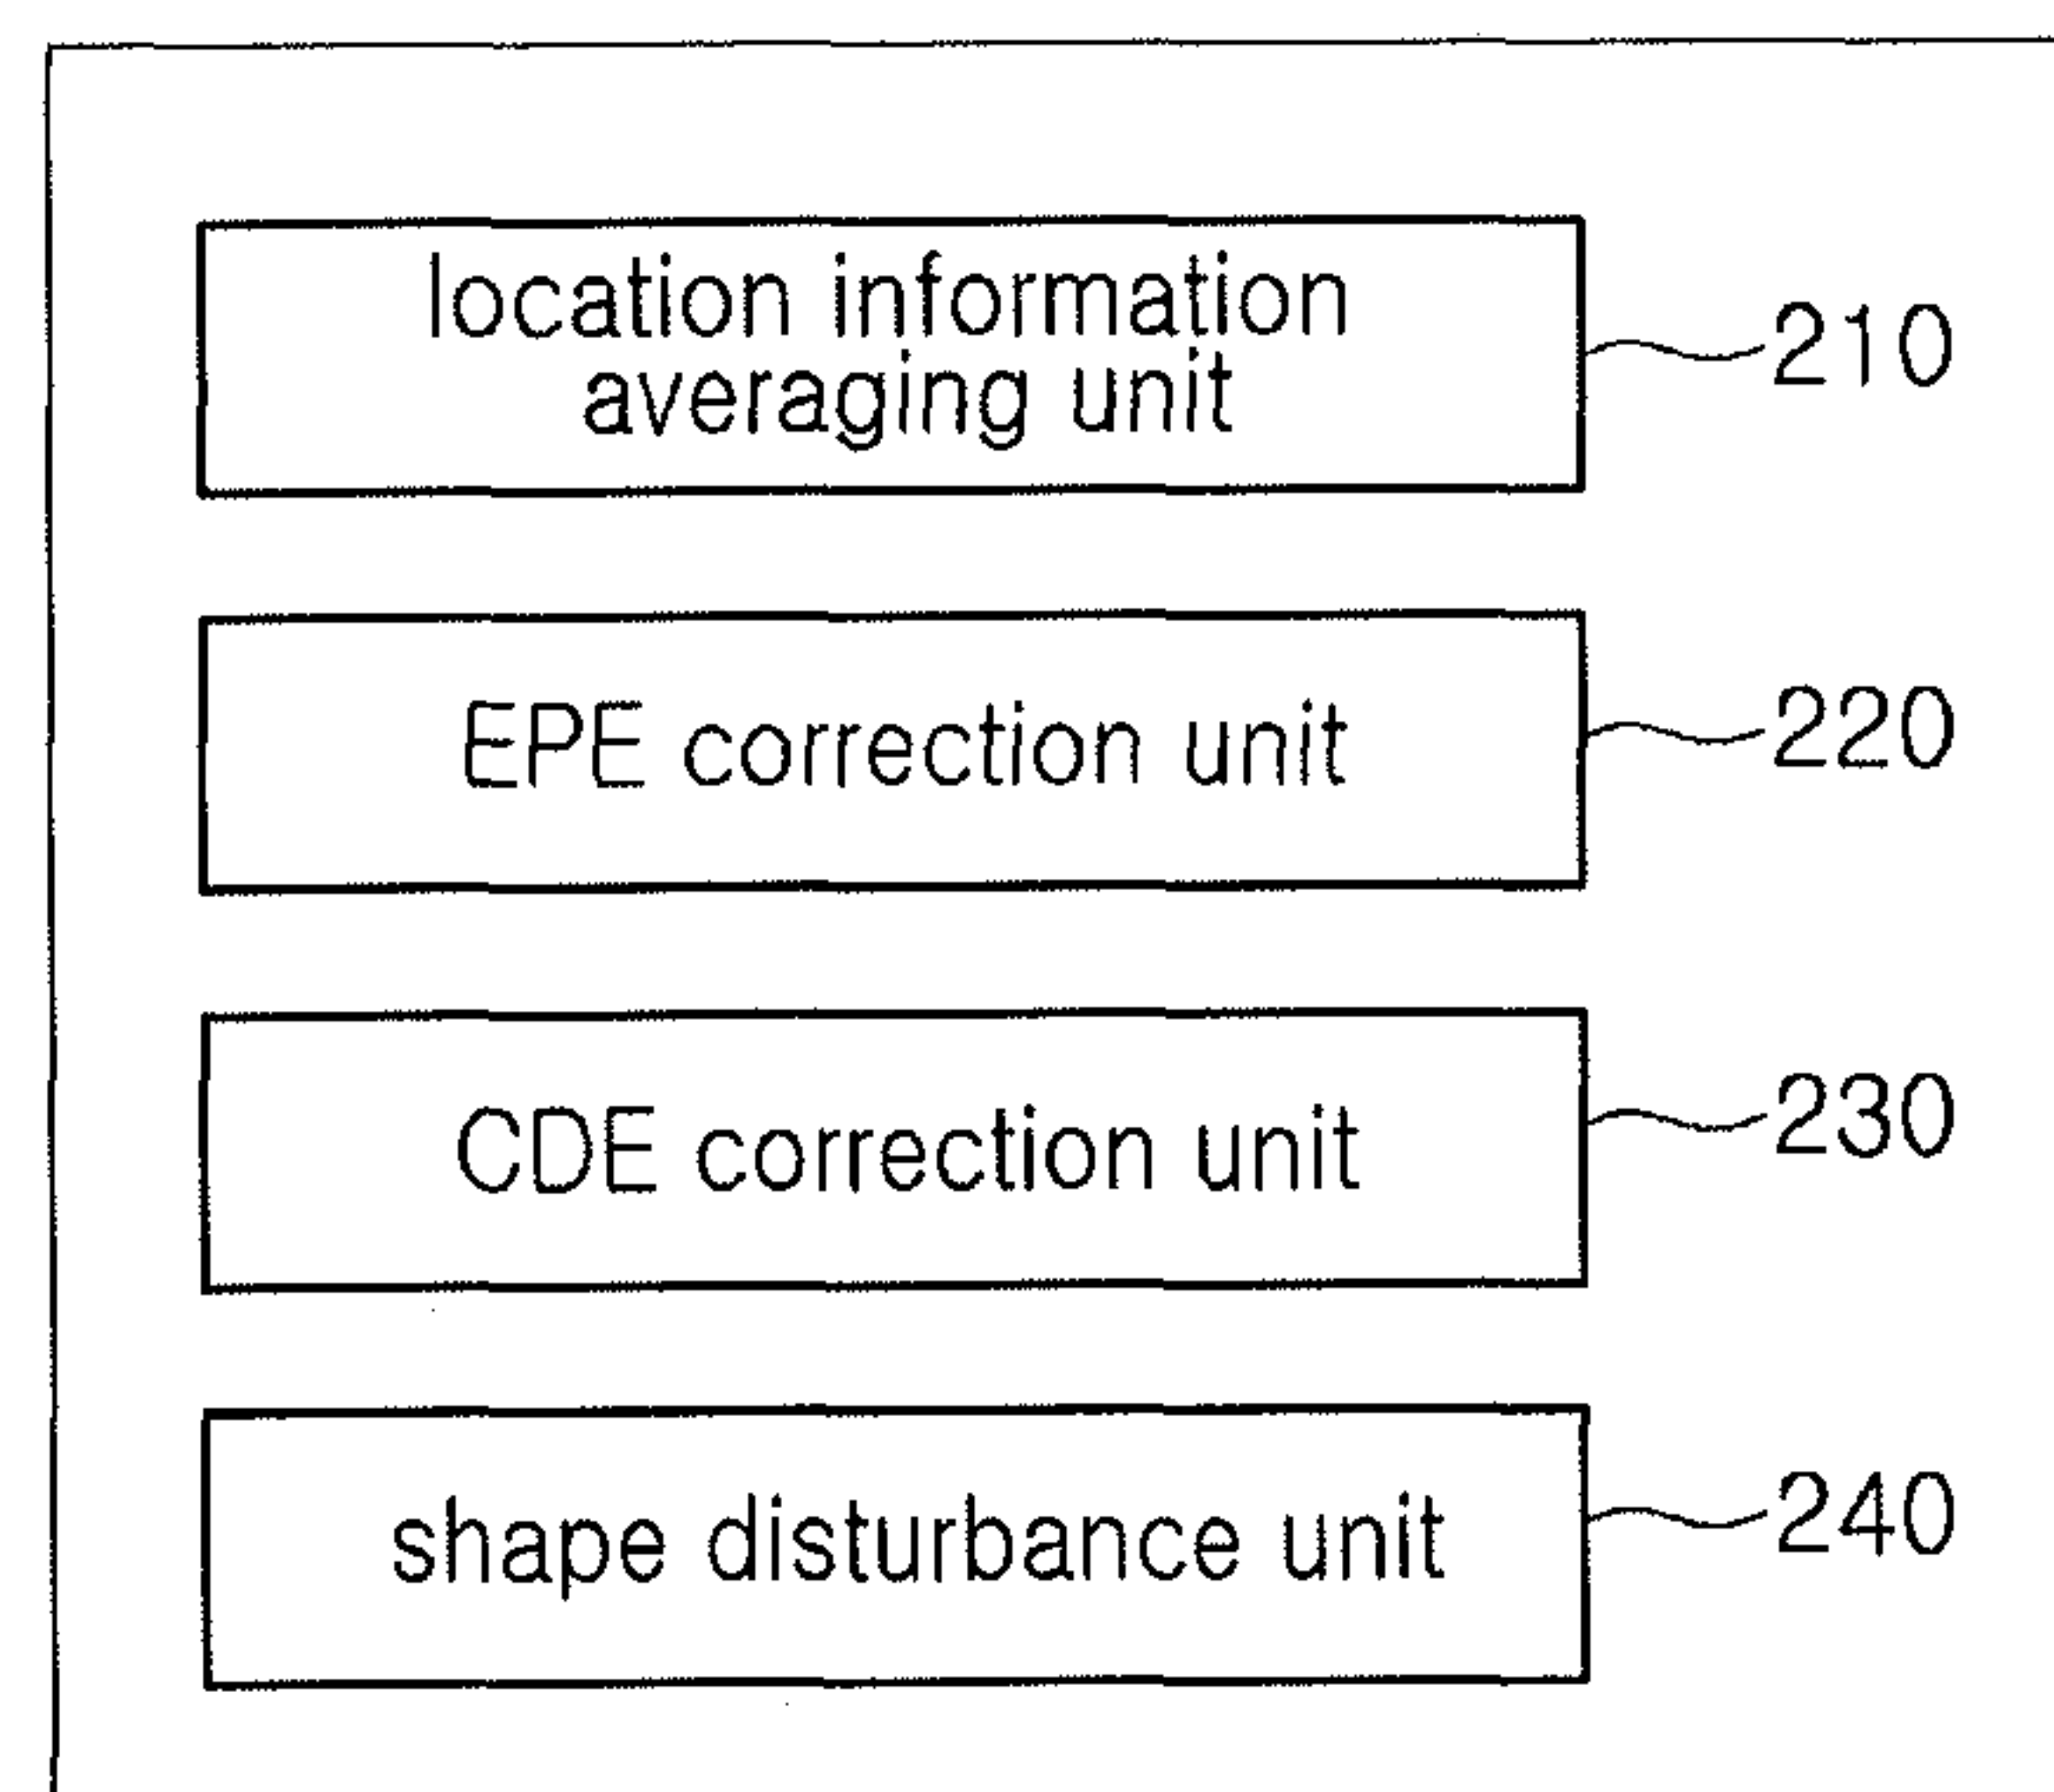 location information
averaging unit
210
EPE correction unit
220
CDE correction unit
230
shape disturbance unit
240